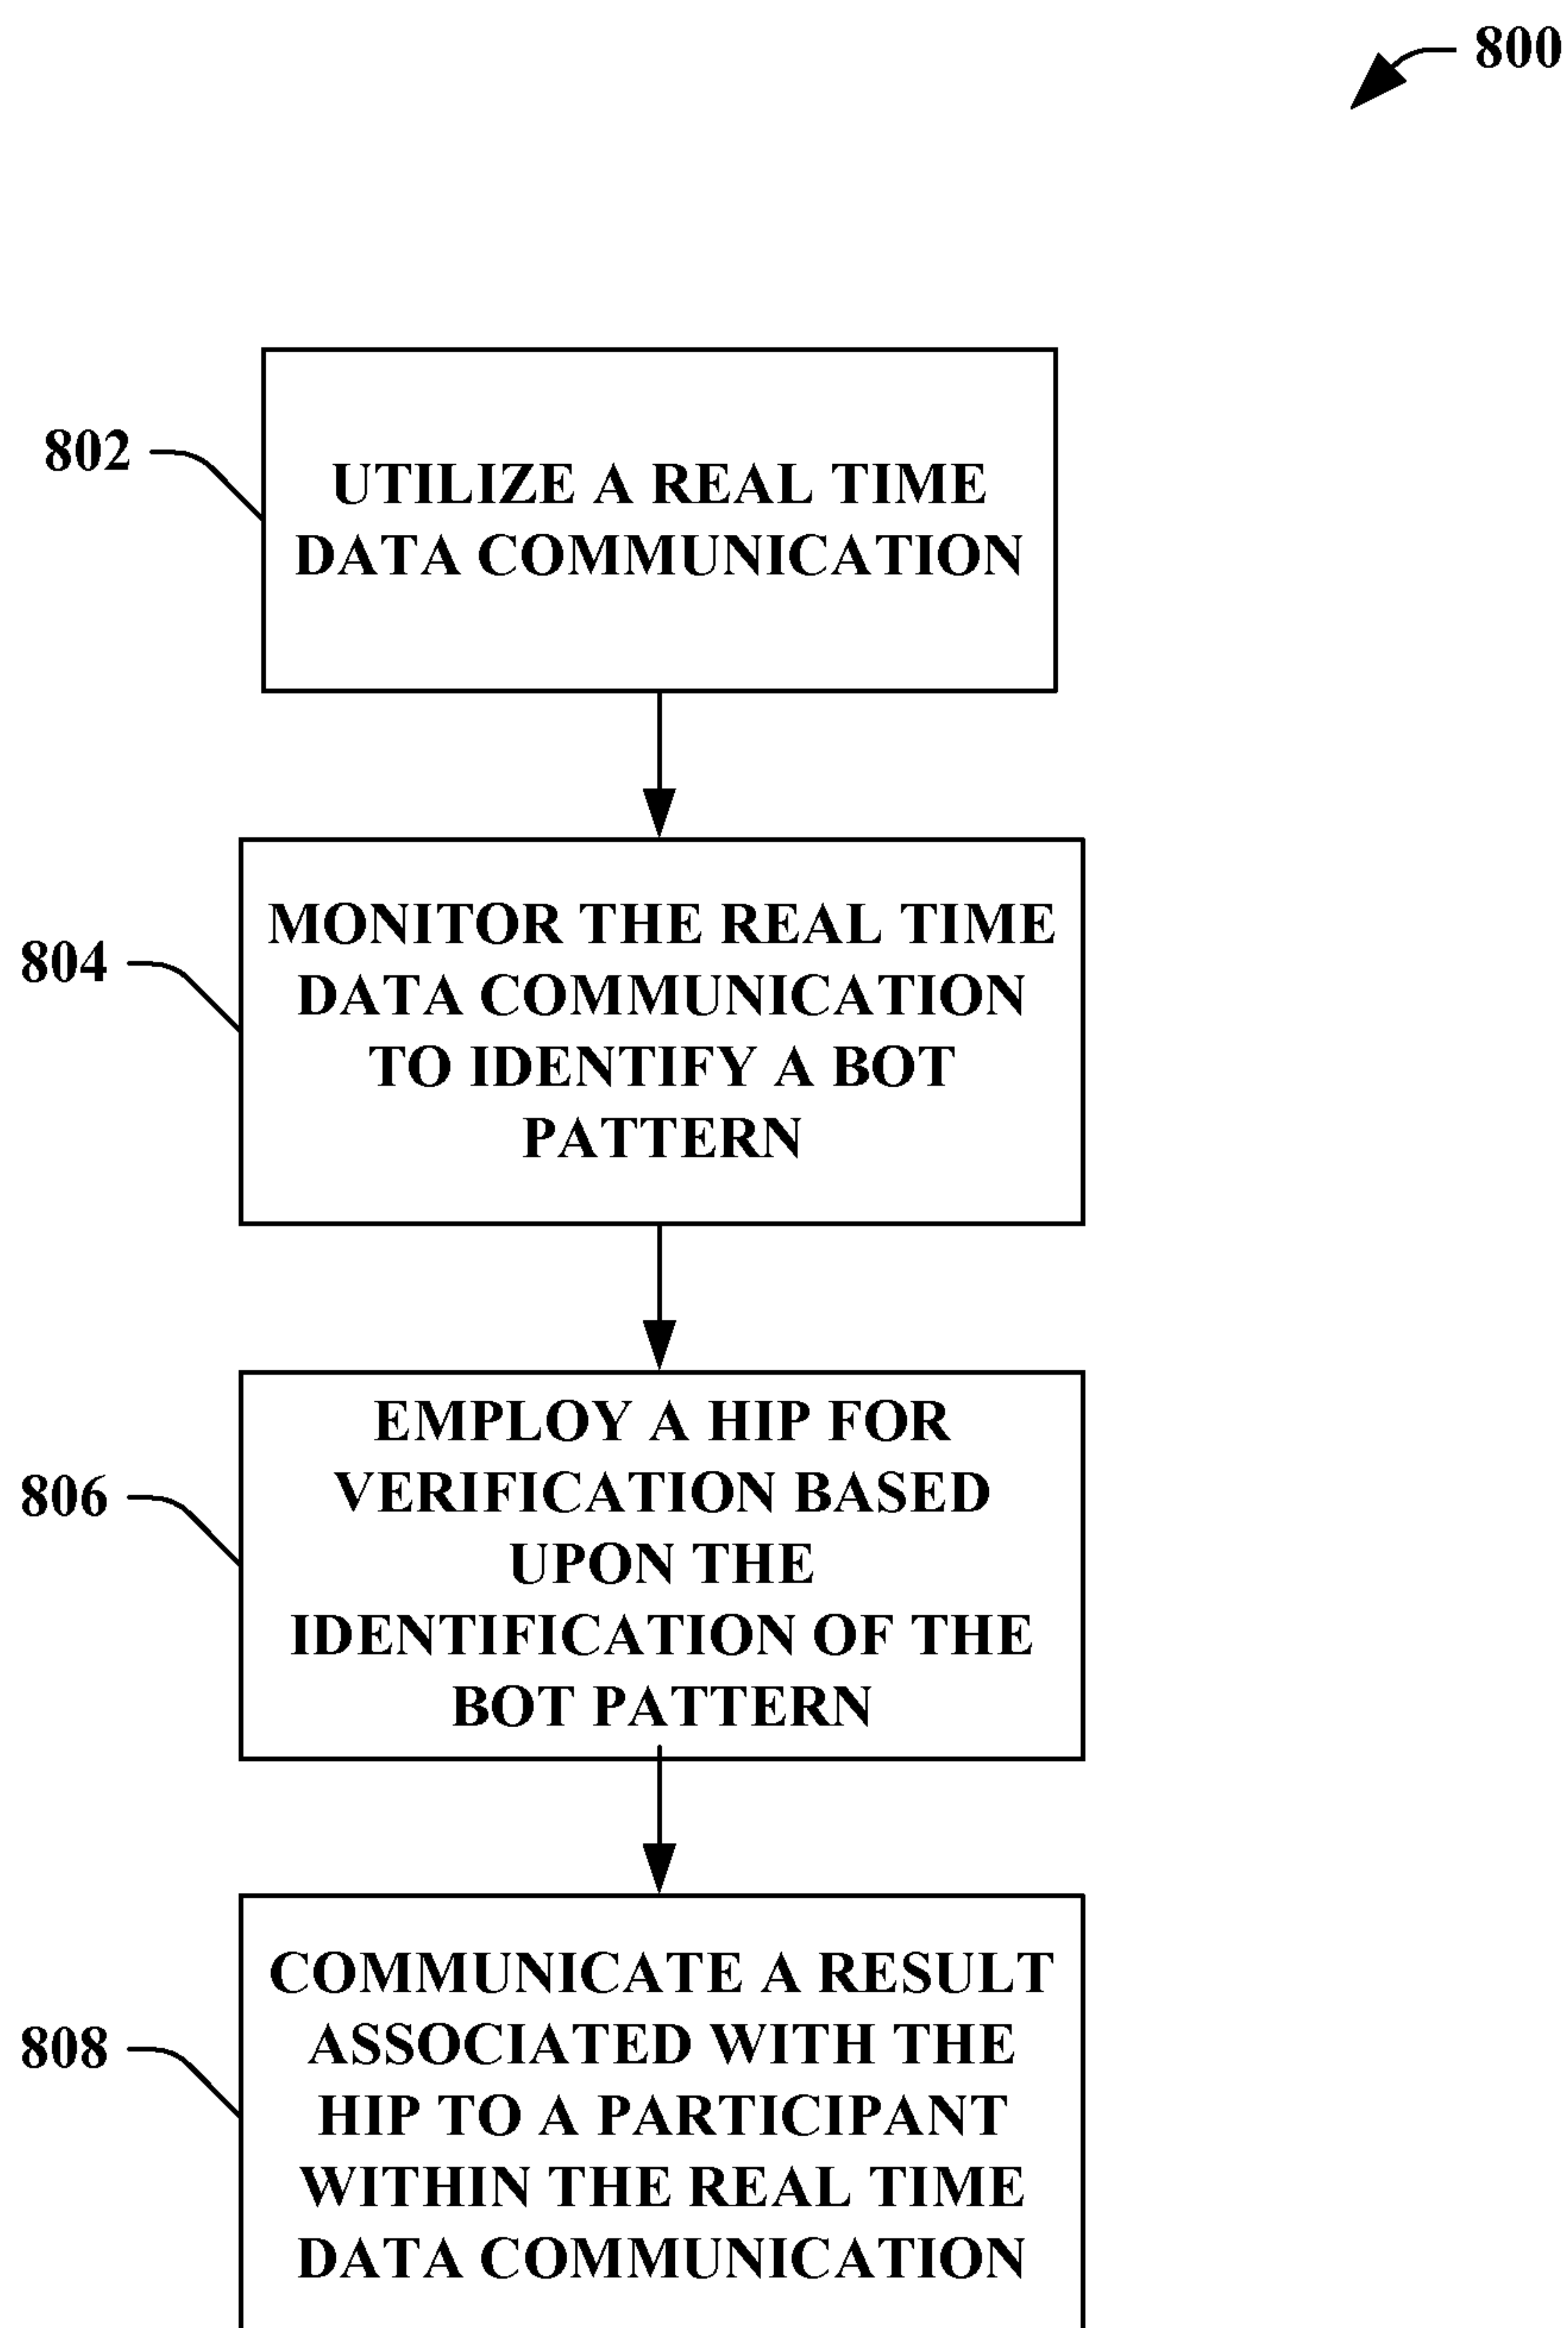 800
802
UTILIZE A REAL TIME
DATA COMMUNICATION
804
MONITOR THE REAL TIME
DATA COMMUNICATION
TO IDENTIFY A BOT
PATTERN
806
EMPLOY A HIP FOR
VERIFICATION BASED
UPON THE
IDENTIFICATION OF THE
BOT PATTERN
808
COMMUNICATE A RESULT
ASSOCIATED WITH THE
HIP TO A PARTICIPANT
WITHIN THE REAL TIME
DATA COMMUNICATION